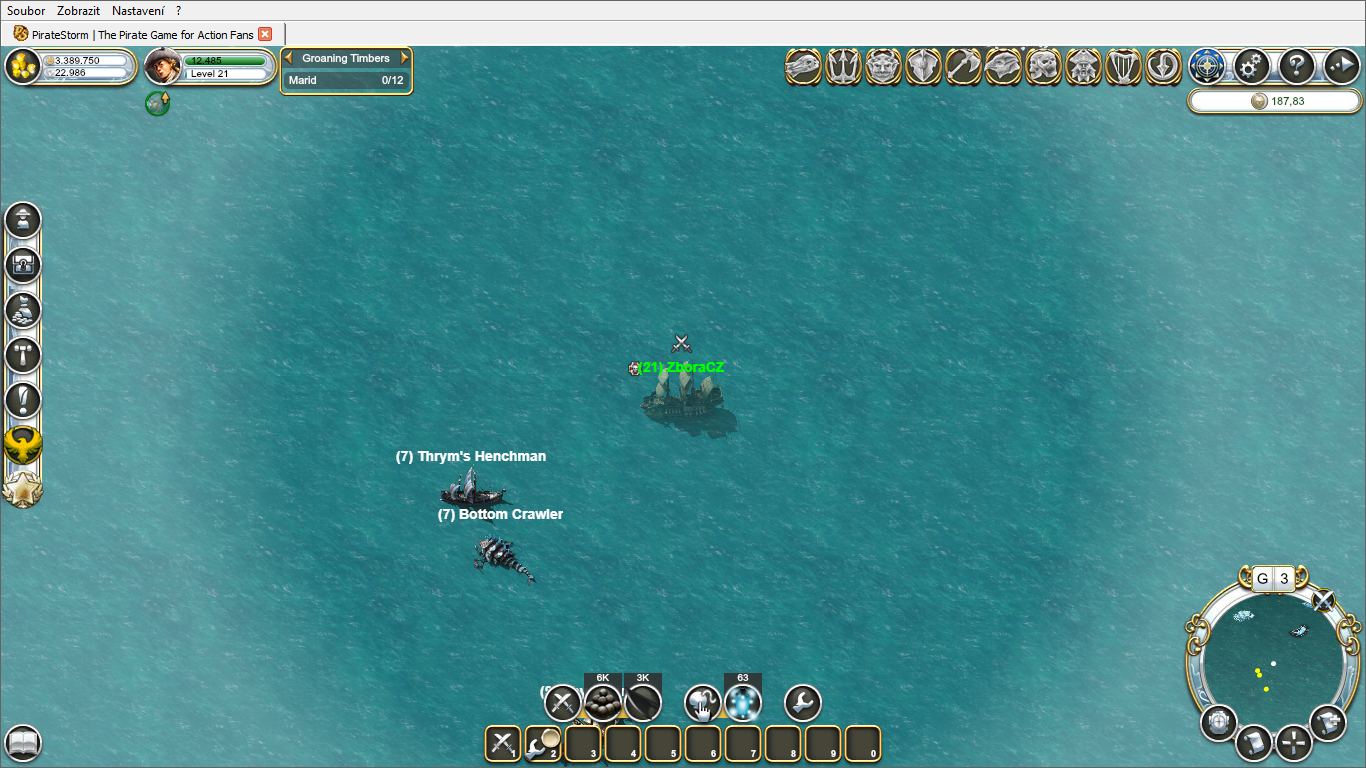 Soubor Zobrazit Nastavení ?
PirateStorm | The Pirate Game for Action Fans
3.389.750
22.986
12.485
Level 21
Groaning Timbers
Marid 0/12
187,83
(21) ZboraCZ
(7) Thrym's Henchman
(7) Bottom Crawler
G 3
6K 3K 63
1 2 3 4 5 6 7 8 9 0